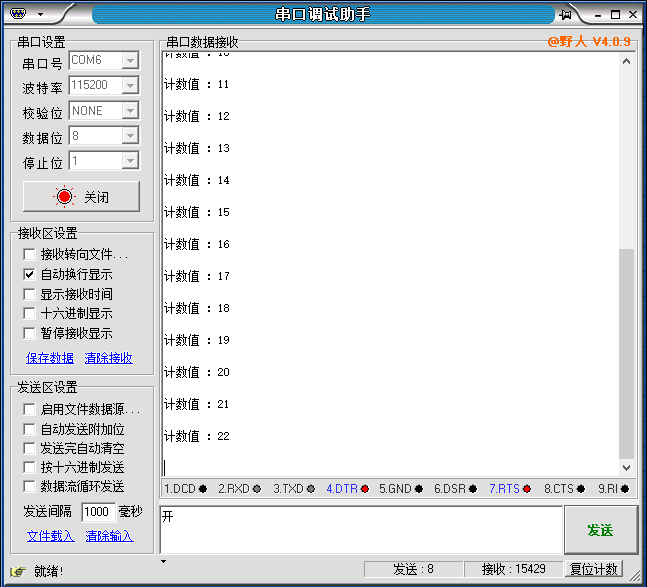 串口调试助手
串口设置
串口号 COM6
波特率 115200
校验位 NONE
数据位 8
停止位 1
关闭
接收区设置
接收转向文件...
自动换行显示
显示接收时间
十六进制显示
暂停接收显示
保存数据 清除接收
发送区设置
启用文件数据源...
自动发送附加位
发送完自动清空
按十六进制发送
数据流循环发送
发送间隔 1000 毫秒
文件载入 清除输入
就绪!
串口数据接收 @野人 V4.0.9
计数值 : 10
计数值 : 11
计数值 : 12
计数值 : 13
计数值 : 14
计数值 : 15
计数值 : 16
计数值 : 17
计数值 : 18
计数值 : 19
计数值 : 20
计数值 : 21
计数值 : 22
1.DCD 2.RXD 3.TXD 4.DTR 5.GND 6.DSR 7.RTS 8.CTS 9.RI
开
发送
发送 : 8 接收 : 15429 复位计数